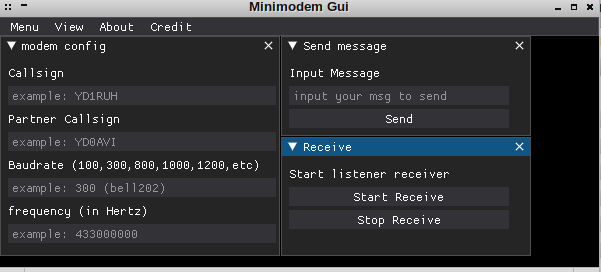 Minimodem Gui
Menu View About Credit
modem config
Callsign
example: YD1RUH
Partner Callsign
example: YD0AVI
Baudrate (100,300,800,1000,1200,etc)
example: 300 (bell202)
frequency (in Hertz)
example: 433000000
Send message
Input Message
input your msg to send
Send
Receive
Start listener receiver
Start Receive
Stop Receive